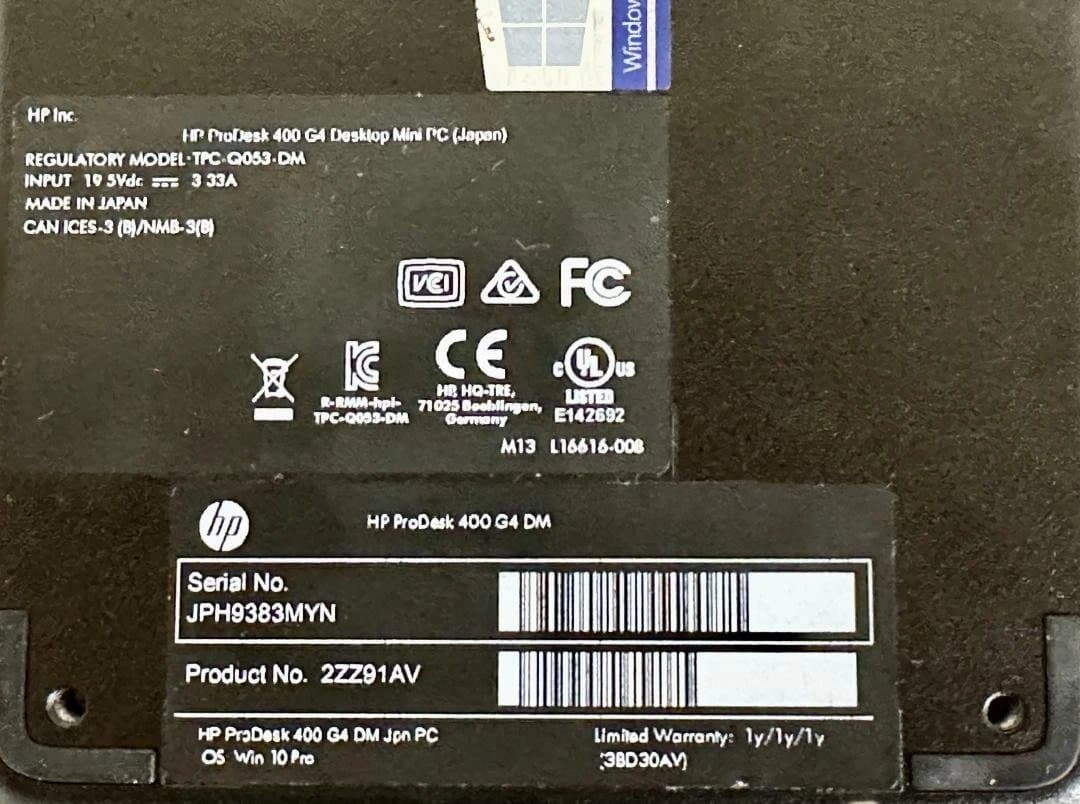 Window
HP Inc.
HP ProDesk 400 G4 Desktop Mini PC (Japan)
REGULATORY MODEL:TPC-Q053-DM
INPUT 19.5Vdc 3.33A
MADE IN JAPAN
CAN ICES-3 (B)/NMB-3(B)
VCI
FC
CE
c UL US
LISTED
E142692
R-RMM-hpi-
TPC-Q053-DM
HP, HQ-TRE,
71025 Boeblingen,
Germany
M13 L16616-008
hp
HP ProDesk 400 G4 DM
Serial No.
JPH9383MYN
Product No. 2ZZ91AV
HP ProDesk 400 G4 DM Jpn PC
OS Win 10 Pro
Limited Warranty: 1y/1y/1y
(3BD30AV)